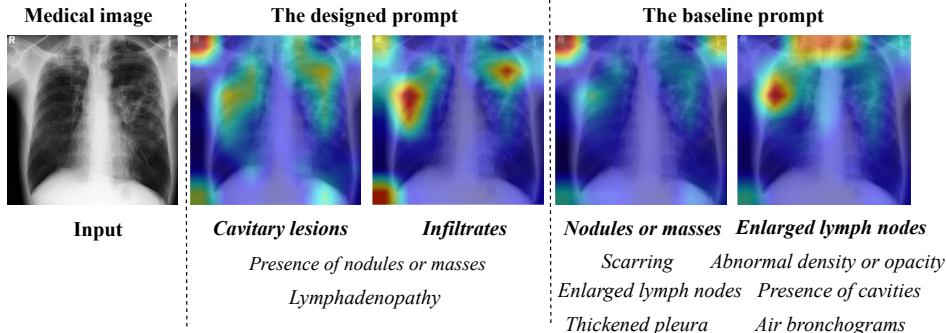 Medical image The designed prompt The baseline prompt
R
Input Cavitary lesions Infiltrates Nodules or masses Enlarged lymph nodes
Presence of nodules or masses Scarring Abnormal density or opacity
Lymphadenopathy Enlarged lymph nodes Presence of cavities
Thickened pleura Air bronchograms